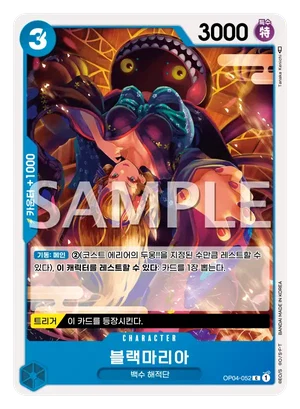 3
3000
특수
特
카운터 +1000
SAMPLE
기동: 메인 ②(코스트 에리어의 두웅!!을 지정된 수만큼 레스트할 수
있다), 이 캐릭터를 레스트할 수 있다: 카드를 1장 뽑는다.
트리거 이 카드를 등장시킨다.
CHARACTER
블랙마리아
백수 해적단
OP04-052 C 1